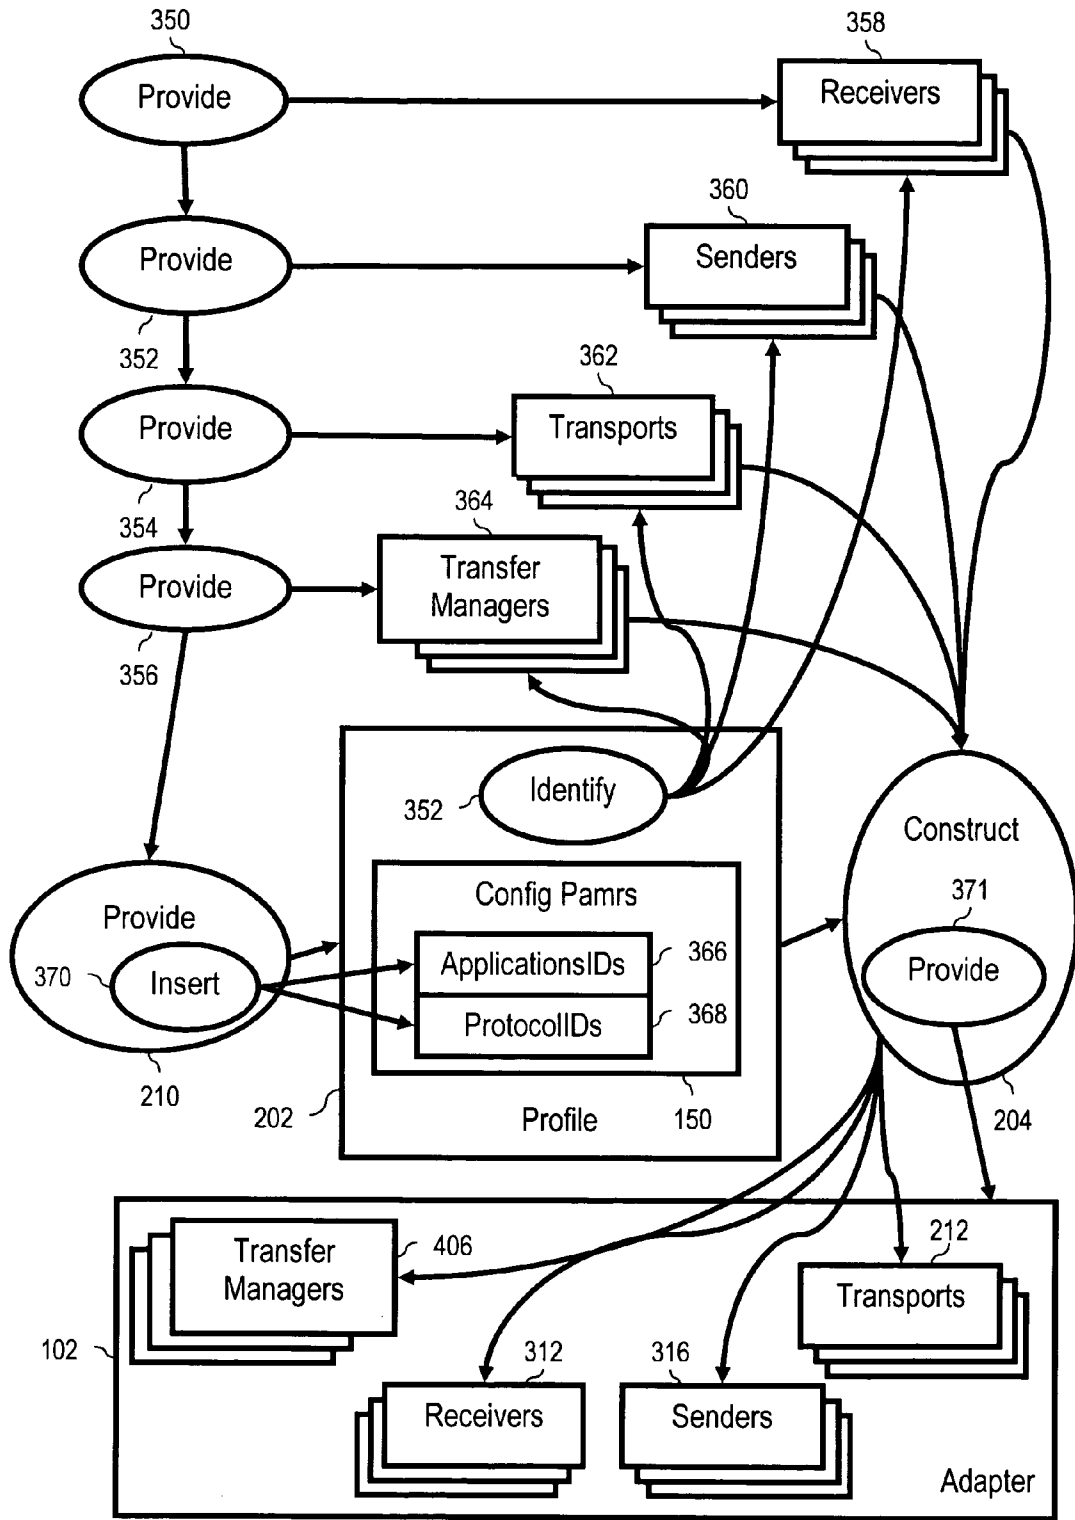 350
358
Provide
Receivers
360
Provide
Senders
352
362
Provide
Transports
354
364
Provide
Transfer
Managers
356
Identify
352
Construct
Config Pamrs
371
Provide
ApplicationsIDs
366
370
Insert
Provide
ProtocolIDs
368
210
202
Profile
150
204
Transfer
Managers
406
212
Transports
102
312
316
Receivers
Senders
Adapter